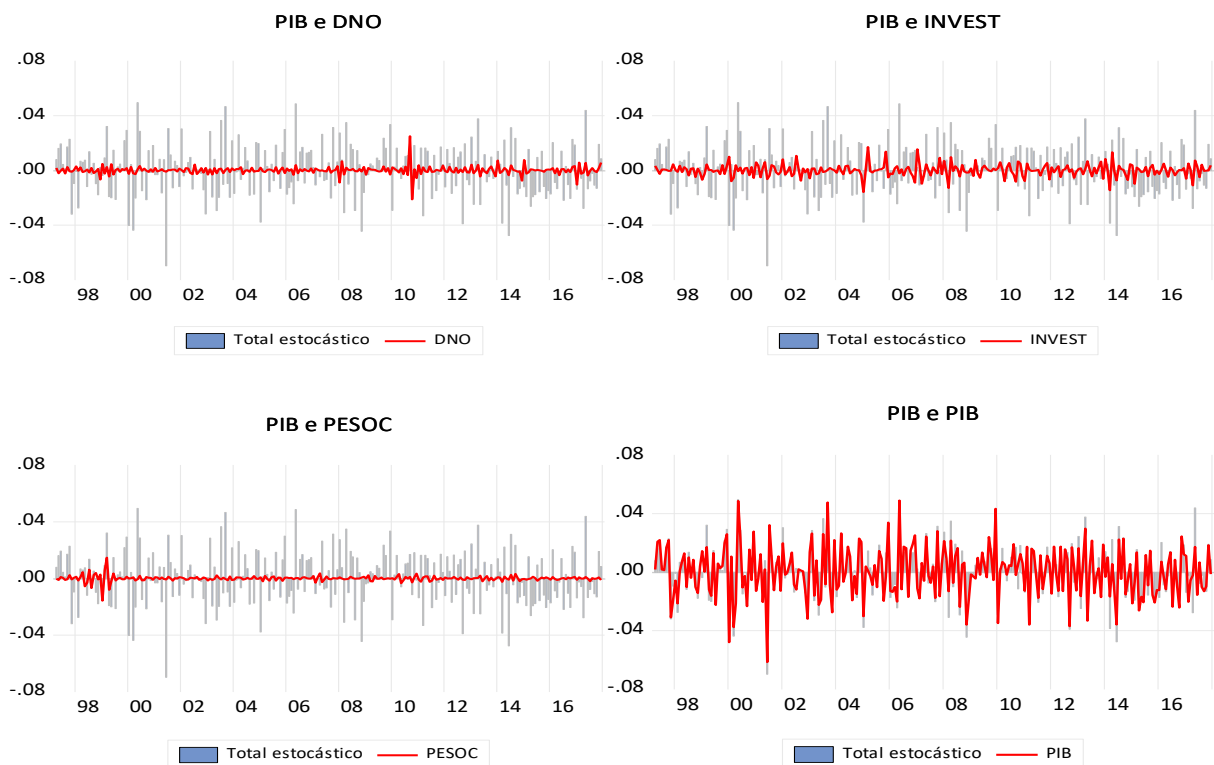 PIB e DNO
.08
.04
.00
-.04
-.08
98 00 02 04 06 08 10 12 14 16
Total estocástico DNO
PIB e INVEST
.08
.04
.00
-.04
-.08
98 00 02 04 06 08 10 12 14 16
Total estocástico INVEST
PIB e PESOC
.08
.04
.00
-.04
-.08
98 00 02 04 06 08 10 12 14 16
Total estocástico PESOC
PIB e PIB
.08
.04
.00
-.04
-.08
98 00 02 04 06 08 10 12 14 16
Total estocástico PIB